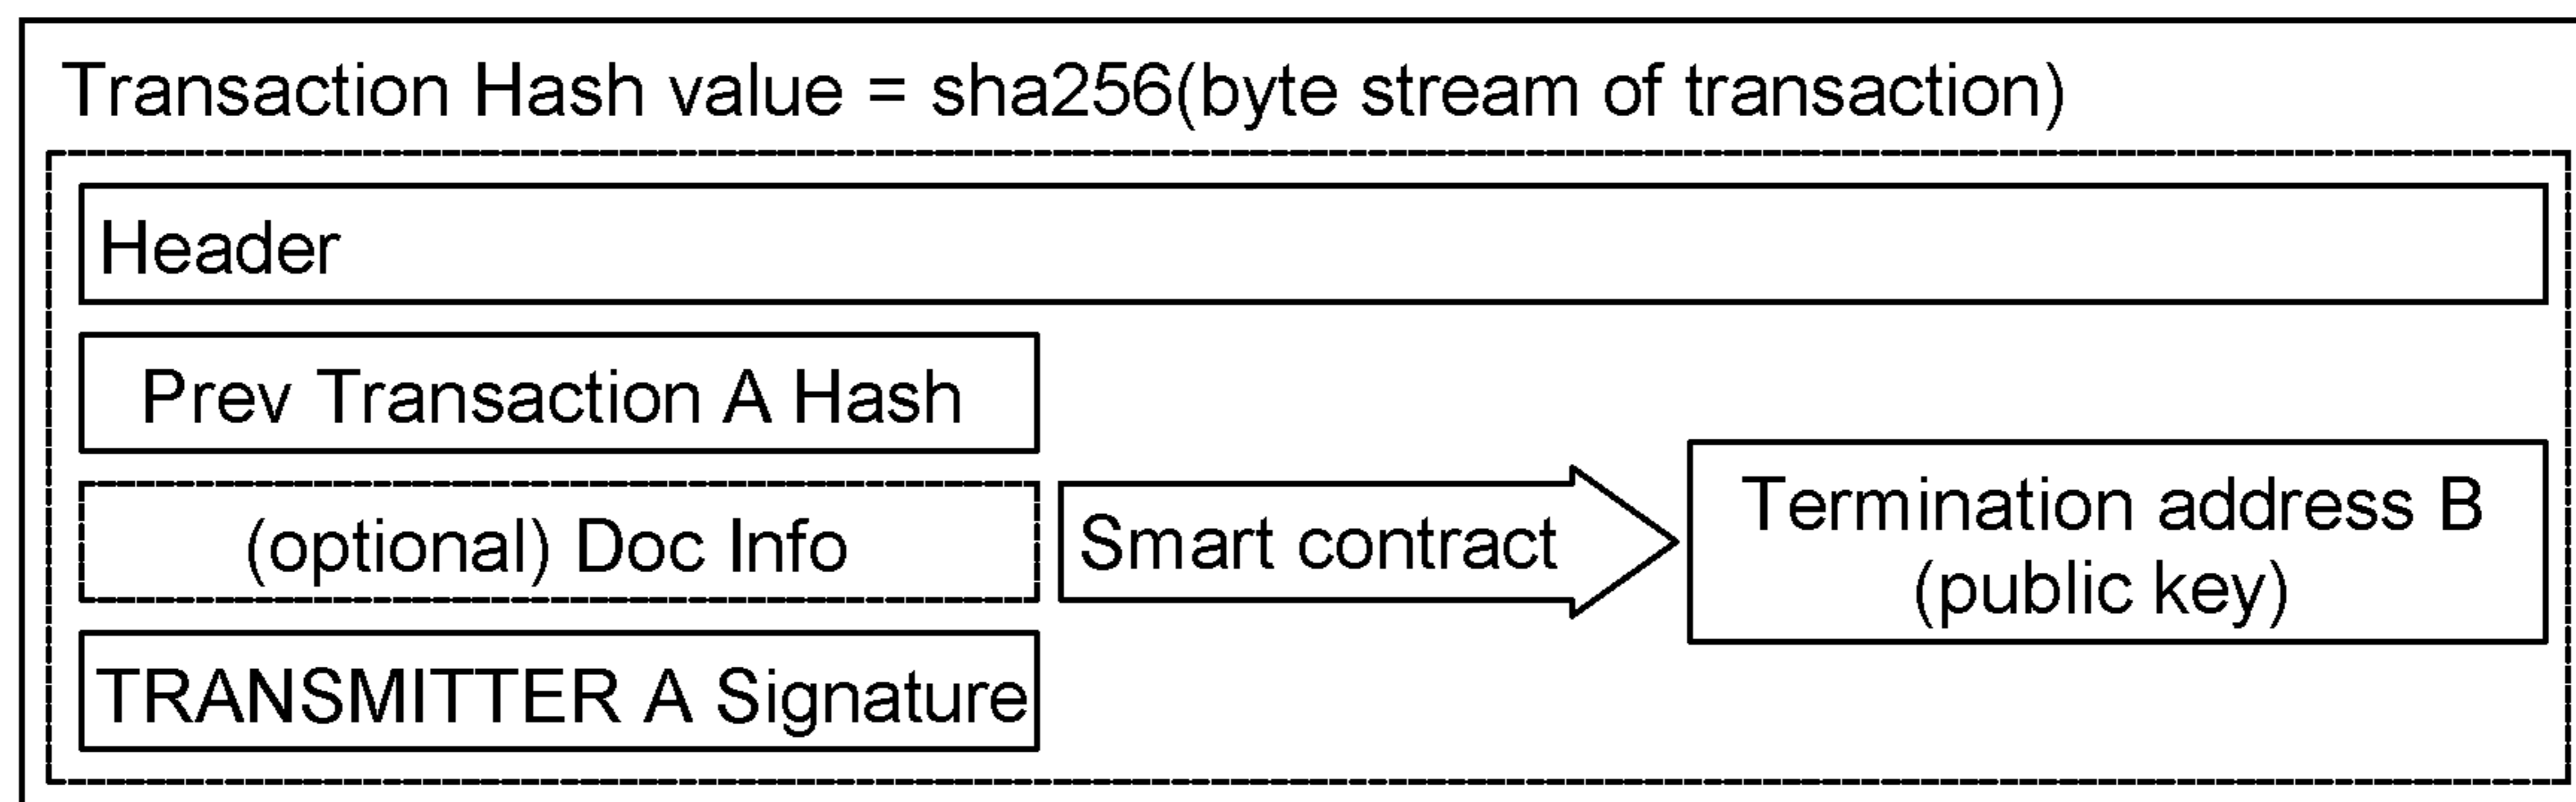 Transaction Hash value = sha256(byte stream of transaction)
Header
Prev Transaction A Hash
(optional) Doc Info
TRANSMITTER A Signature
Smart contract
Termination address B
(public key)